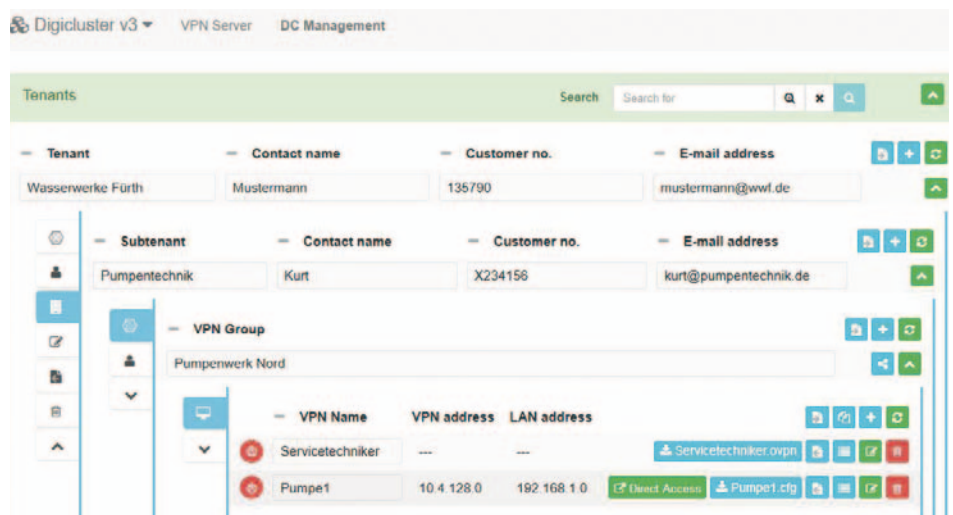 Digicluster v3 VPN Server DC Management
Tenants Search Search for
Tenant Contact name Customer no. E-mail address
Wasserwerke Fürth Mustermann 135790 mustermann@wwf.de
Subtenant Contact name Customer no. E-mail address
Pumpentechnik Kurt X234156 kurt@pumpentechnik.de
VPN Group
Pumpenwerk Nord
VPN Name VPN address LAN address
Servicetechniker --- --- Servicetechniker.ovpn
Pumpe1 10.4.128.0 192.168.1.0 Direct Access Pumpe1.cfg